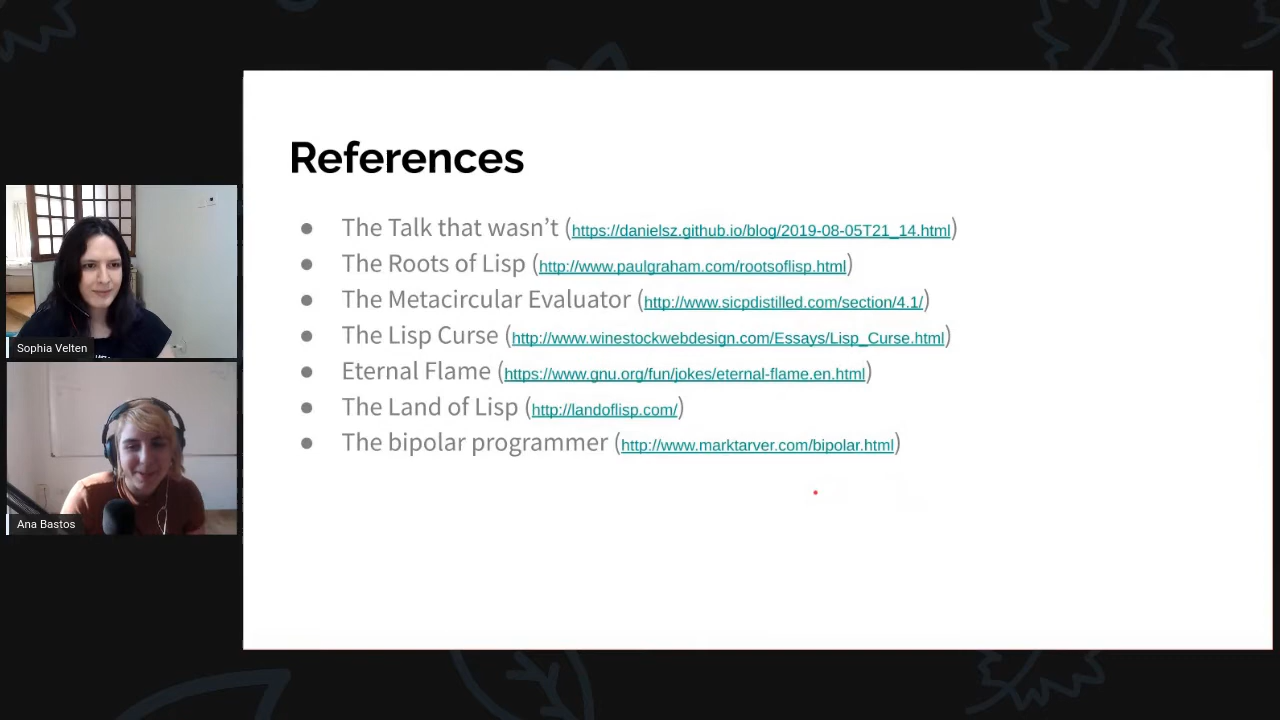 References
● The Talk that wasn’t (https://danielsz.github.io/blog/2019-08-05T21_14.html)
● The Roots of Lisp (http://www.paulgraham.com/rootsoflisp.html)
● The Metacircular Evaluator (http://www.sicpdistilled.com/section/4.1/)
● The Lisp Curse (http://www.winestockwebdesign.com/Essays/Lisp_Curse.html)
● Eternal Flame (https://www.gnu.org/fun/jokes/eternal-flame.en.html)
● The Land of Lisp (http://landoflisp.com/)
● The bipolar programmer (http://www.marktarver.com/bipolar.html)
Sophia Velten
Ana Bastos